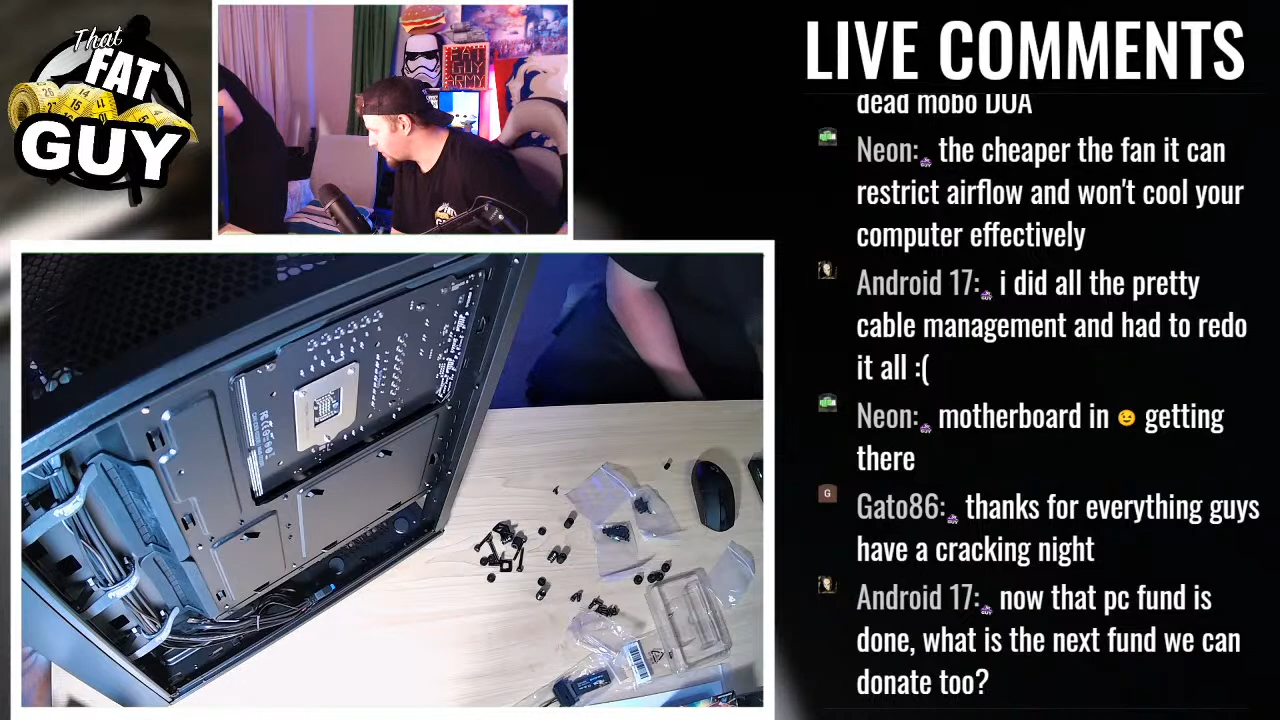 That
FAT
GUY
FAT
GUY
ARMY
LIVE COMMENTS
dead mobo DOA
Neon: the cheaper the fan it can
restrict airflow and won't cool your
computer effectively
Android 17: i did all the pretty
cable management and had to redo
it all :(
Neon: motherboard in 😉 getting
there
Gato86: thanks for everything guys
have a cracking night
Android 17: now that pc fund is
done, what is the next fund we can
donate too?